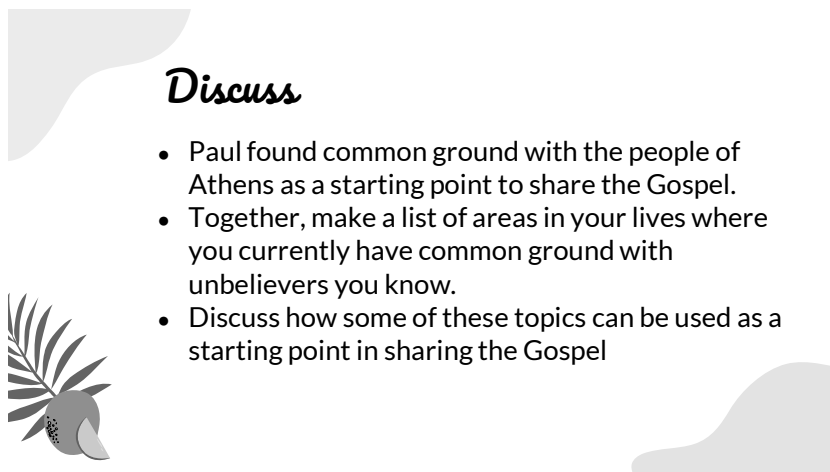 Discuss
● Paul found common ground with the people of
Athens as a starting point to share the Gospel.
● Together, make a list of areas in your lives where
you currently have common ground with
unbelievers you know.
● Discuss how some of these topics can be used as a
starting point in sharing the Gospel